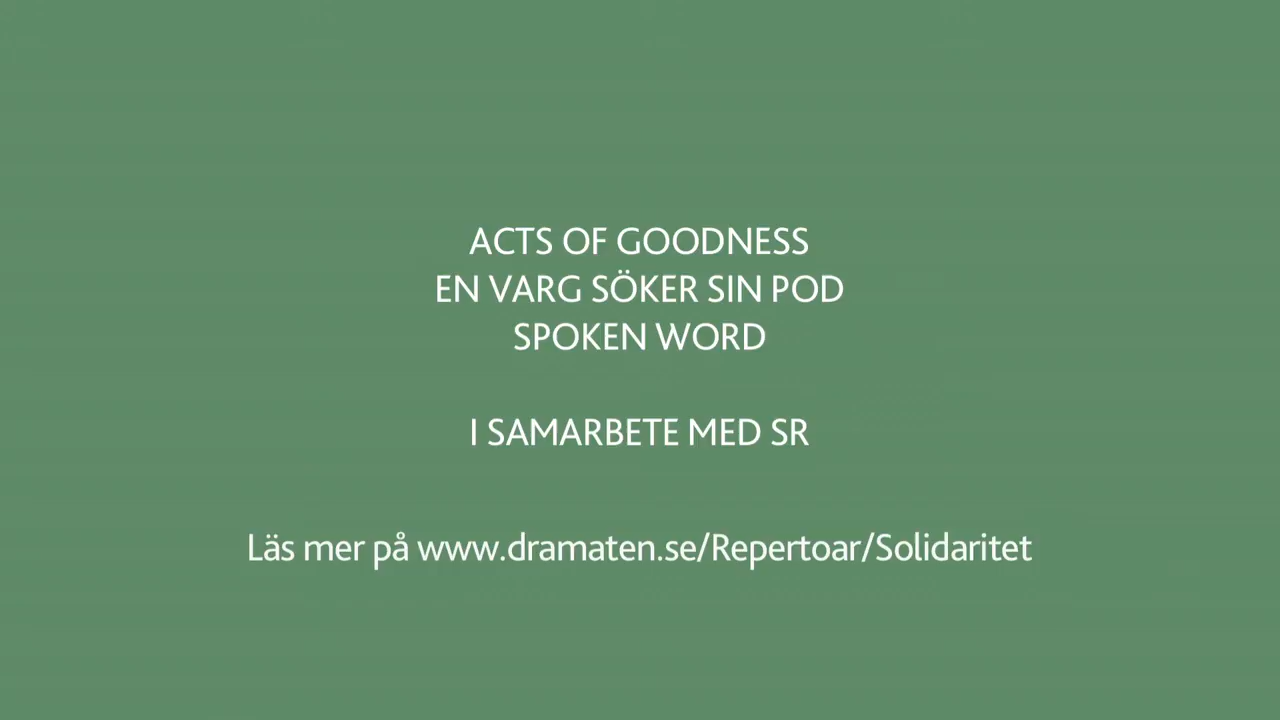 ACTS OF GOODNESS
EN VARG SÖKER SIN POD
SPOKEN WORD
I SAMARBETE MED SR
Läs mer på www.dramaten.se/Repertoar/Solidaritet